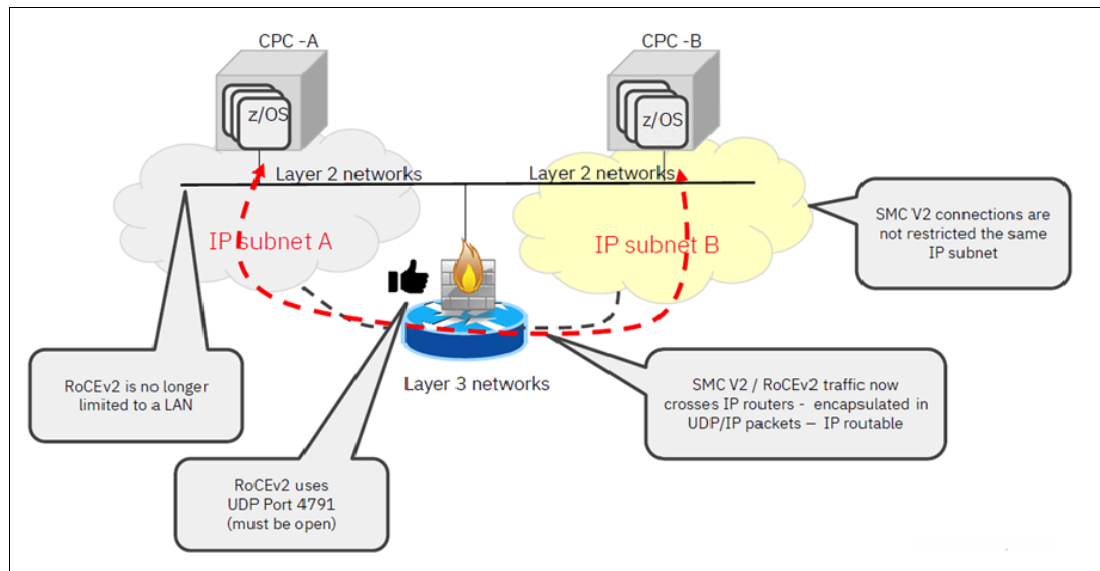 CPC -A
CPC -B
z/OS
z/OS
Layer 2 networks
Layer 2 networks
IP subnet A
IP subnet B
SMC V2 connections are
not restricted the same
IP subnet
RoCEv2 is no longer
limited to a LAN
Layer 3 networks
SMC V2 / RoCEv2 traffic now
crosses IP routers - encapsulated in
UDP/IP packets – IP routable
RoCEv2 uses
UDP Port 4791
(must be open)